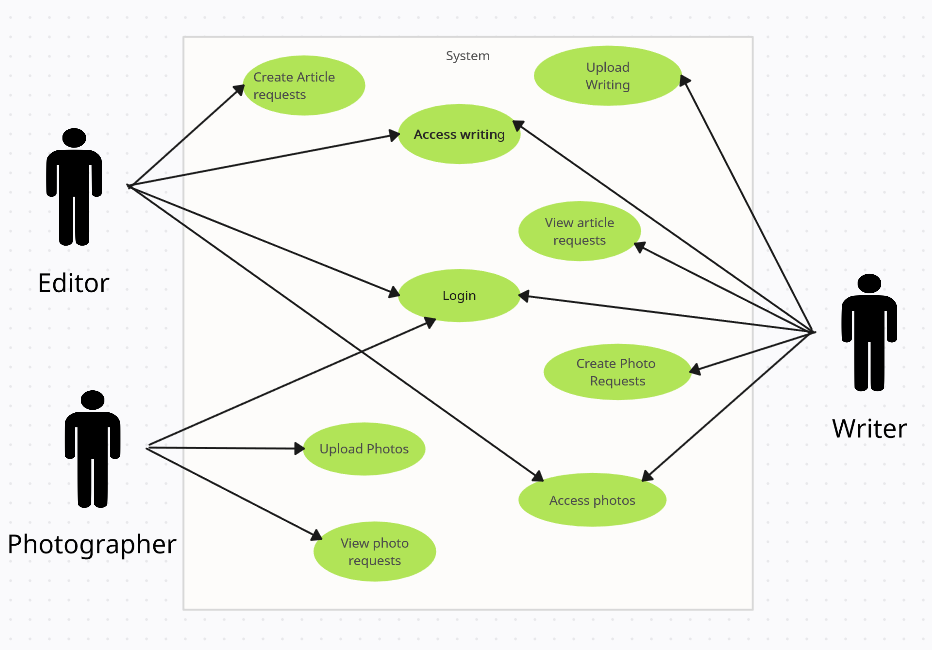 System
Create Article
requests
Upload
Writing
Access writing
View article
requests
Editor
Login
Create Photo
Requests
Writer
Upload Photos
Access photos
Photographer
View photo
requests